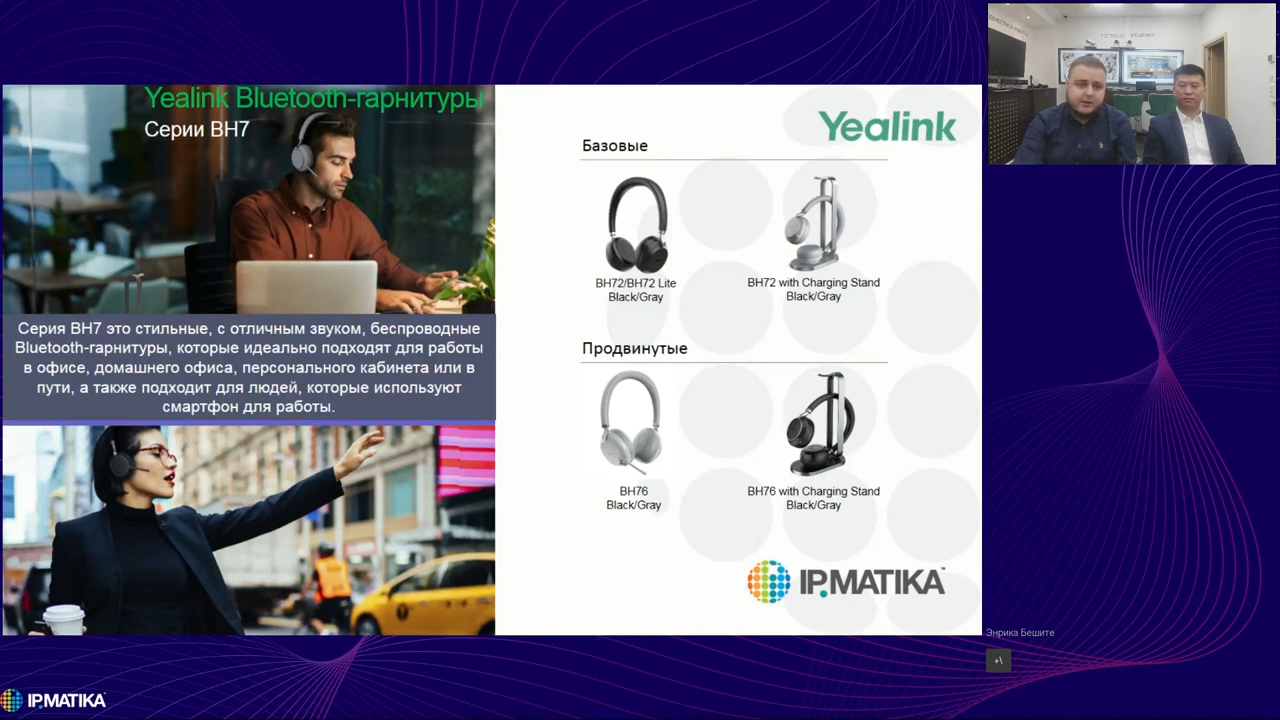 Yealink Bluetooth-гарнитуры
Серии BH7
Серия BH7 это стильные, с отличным звуком, беспроводные
Bluetooth-гарнитуры, которые идеально подходят для работы
в офисе, домашнего офиса, персонального кабинета или в
пути, а также подходит для людей, которые используют
смартфон для работы.
Yealink
Базовые
BH72/BH72 Lite
Black/Gray
BH72 with Charging Stand
Black/Gray
Продвинутые
BH76
Black/Gray
BH76 with Charging Stand
Black/Gray
IP.MATIKA™
Энрика Бешите
+\
IP.MATIKA